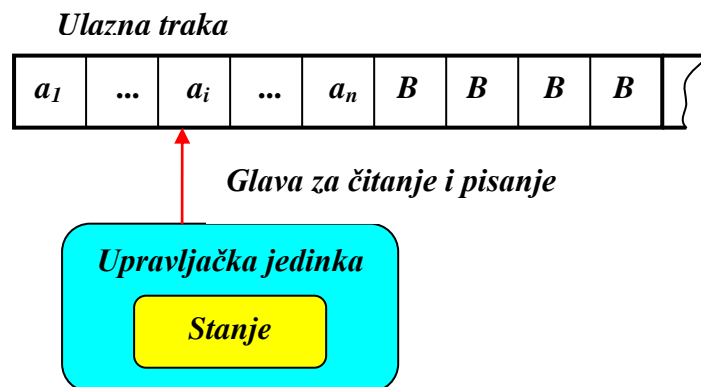 Ulazna traka
a1 ... ai ... an B B B B
Glava za čitanje i pisanje
Upravljačka jedinka
Stanje